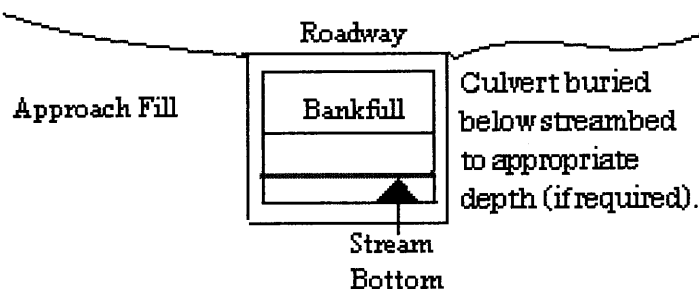 Roadway
Approach Fill
Bankfull
Culvert buried
below streambed
to appropriate
depth (if required).
Stream
Bottom